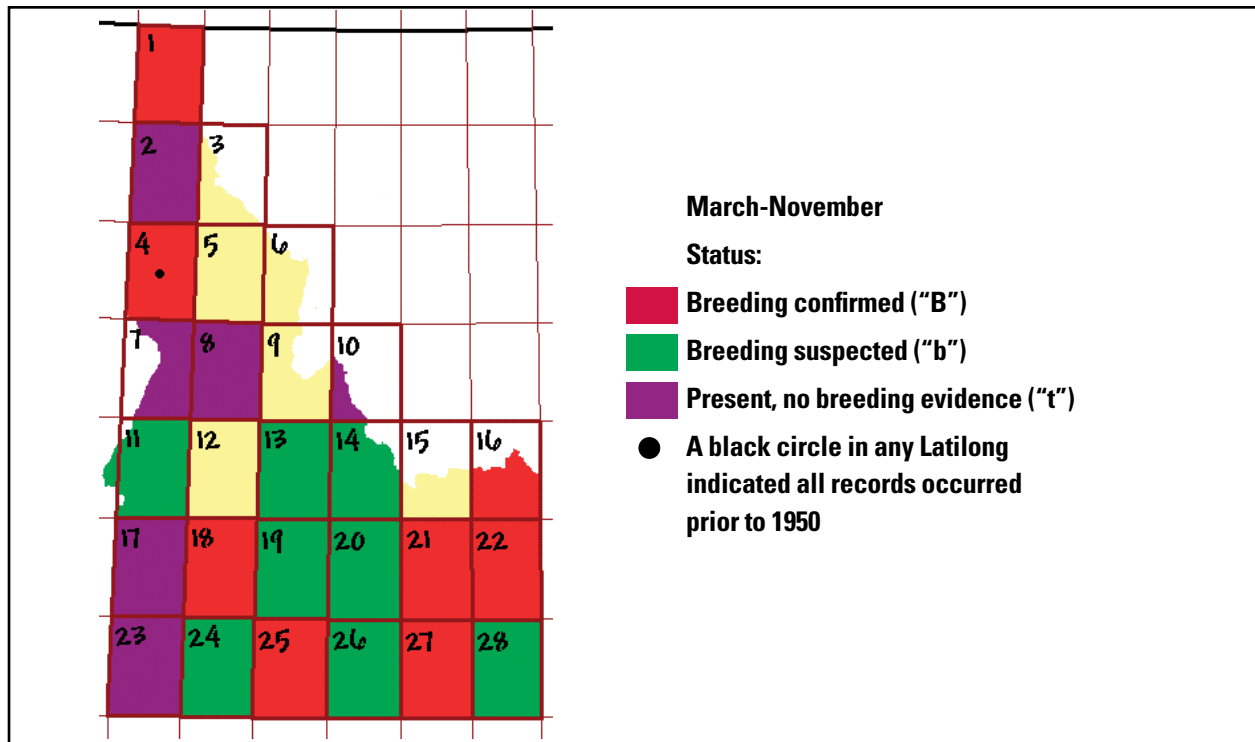 1
2 3
4 5 6
7 8 9 10
11 12 13 14 15 16
17 18 19 20 21 22
23 24 25 26 27 28
March-November
Status:
Breeding confirmed (“B”)
Breeding suspected (“b”)
Present, no breeding evidence (“t”)
A black circle in any Latilong
indicated all records occurred
prior to 1950